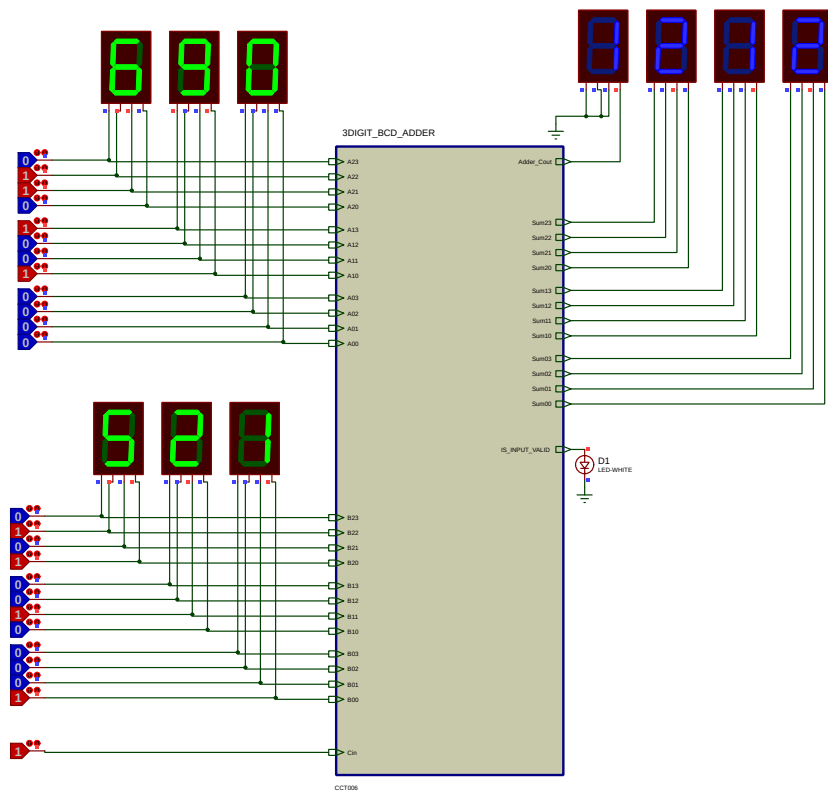 690
1212
3DIGIT_BCD_ADDER
0 A23
1 A22
1 A21
0 A20
1 A13
0 A12
0 A11
1 A10
0 A03
0 A02
0 A01
0 A00
Adder_Cout
Sum23
Sum22
Sum21
Sum20
Sum13
Sum12
Sum11
Sum10
Sum03
Sum02
Sum01
Sum00
IS_INPUT_VALID
D1
LED-WHITE
521
0 B23
1 B22
0 B21
1 B20
0 B13
0 B12
1 B11
0 B10
0 B03
0 B02
0 B01
1 B00
1 Cin
CCT006